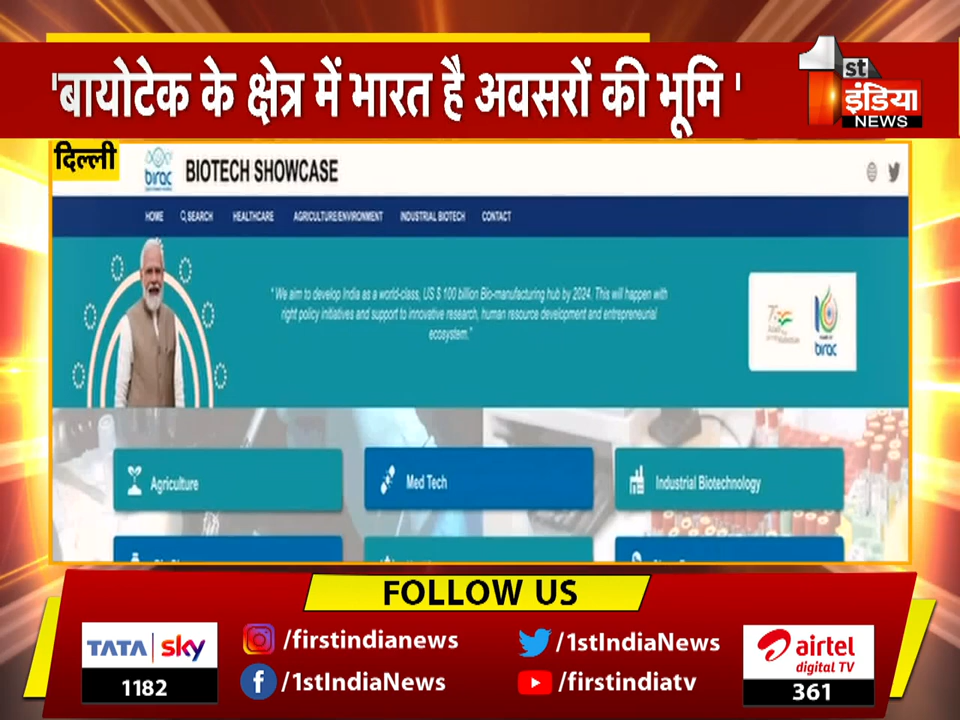 'बायोटेक के क्षेत्र में भारत है अवसरों की भूमि '
1st
इंडिया
NEWS
दिल्ली
birac
BIOTECH SHOWCASE
HOME SEARCH HEALTHCARE AGRICULTURE/ENVIRONMENT INDUSTRIAL BIOTECH CONTACT
"We aim to develop India as a world-class, US $ 100 billion Bio-manufacturing hub by 2024. This will happen with
right policy initiatives and support to innovative research, human resource development and entrepreneurial
ecosystem."
birac
Agriculture
Med Tech
Industrial Biotechnology
FOLLOW US
TATA sky
1182
/firstindianews
/1stIndiaNews
/1stIndiaNews
/firstindiatv
airtel
digital TV
361